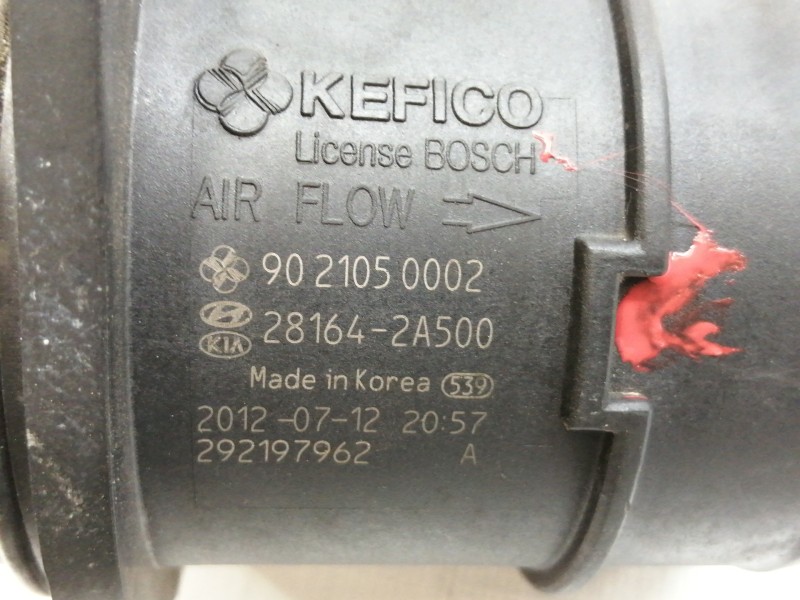 KEFICO
License BOSCH
AIR FLOW
90 2105 0002
28164-2A500
KIA
Made in Korea 539
2012-07-12 20:57
292197962 A